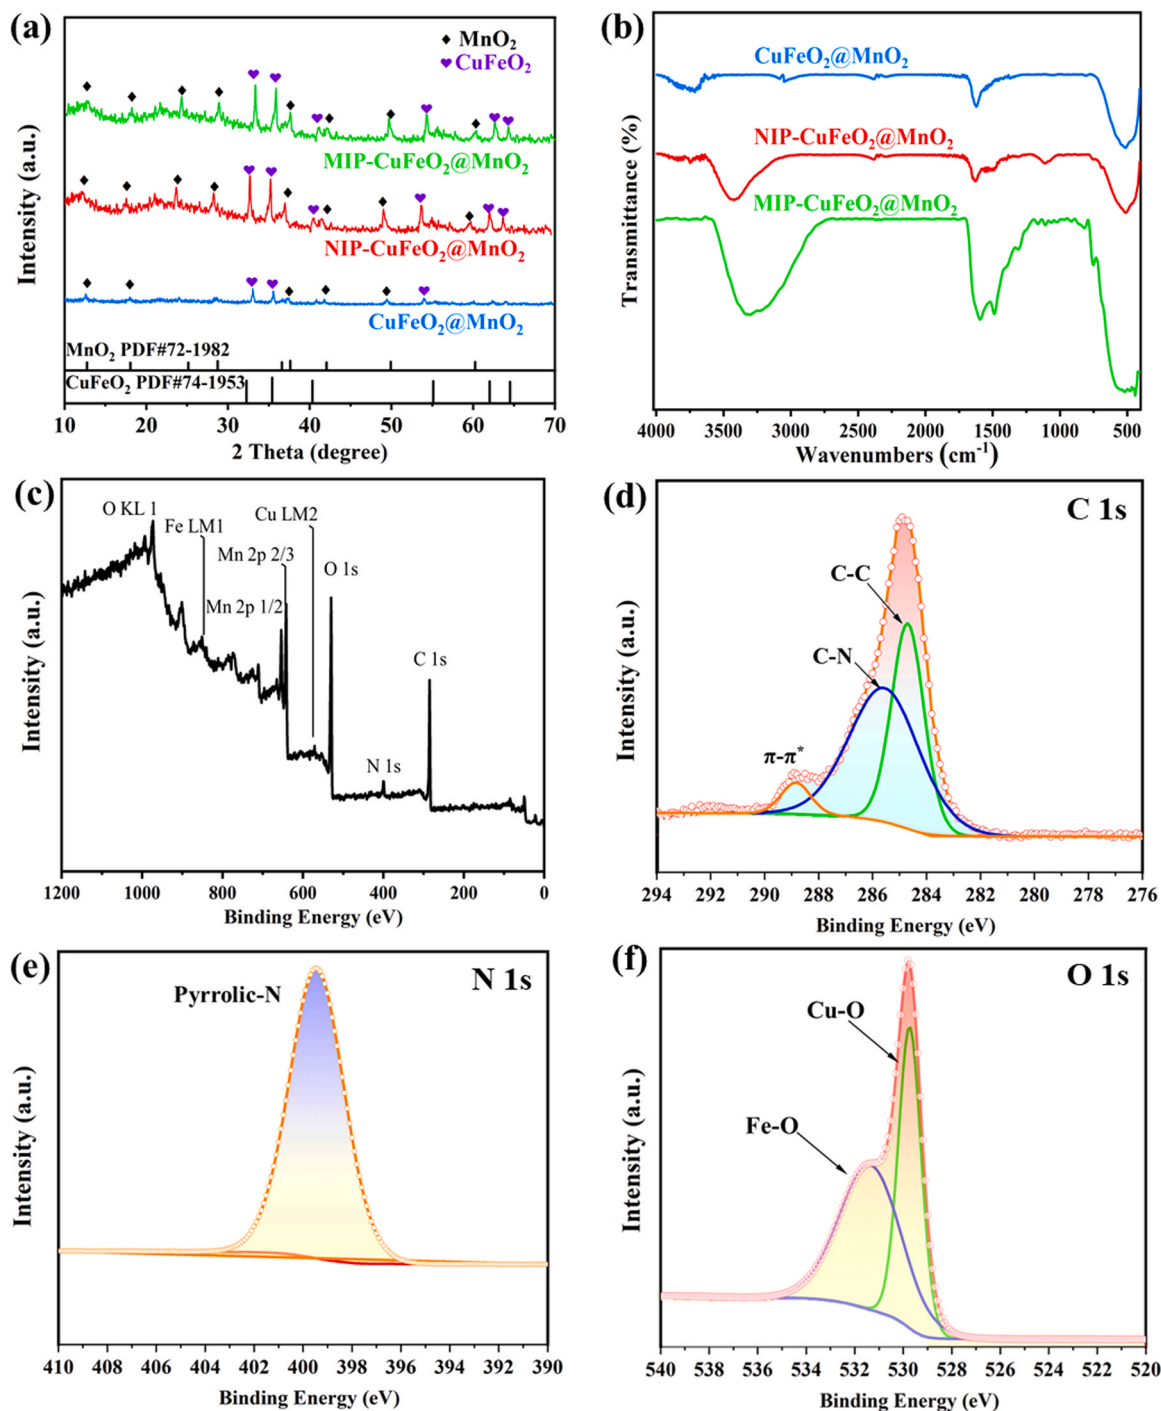 (a)
♦ MnO₂
♥ CuFeO₂
MIP-CuFeO₂@MnO₂
NIP-CuFeO₂@MnO₂
CuFeO₂@MnO₂
MnO₂ PDF#72-1982
CuFeO₂ PDF#74-1953
10 20 30 40 50 60 70
2 Theta (degree)
Intensity (a.u.)
(b)
CuFeO₂@MnO₂
NIP-CuFeO₂@MnO₂
MIP-CuFeO₂@MnO₂
4000 3500 3000 2500 2000 1500 1000 500
Wavenumbers (cm⁻¹)
Transmittance (%)
(c)
O KL 1
Fe LM1
Cu LM2
Mn 2p 2/3
O 1s
Mn 2p 1/2
C 1s
N 1s
1200 1000 800 600 400 200 0
Binding Energy (eV)
Intensity (a.u.)
(d)
C 1s
C-C
C-N
π-π*
294 292 290 288 286 284 282 280 278 276
Binding Energy (eV)
Intensity (a.u.)
(e)
N 1s
Pyrrolic-N
410 408 406 404 402 400 398 396 394 392 390
Binding Energy (eV)
Intensity (a.u.)
(f)
O 1s
Cu-O
Fe-O
540 538 536 534 532 530 528 526 524 522 520
Binding Energy (eV)
Intensity (a.u.)